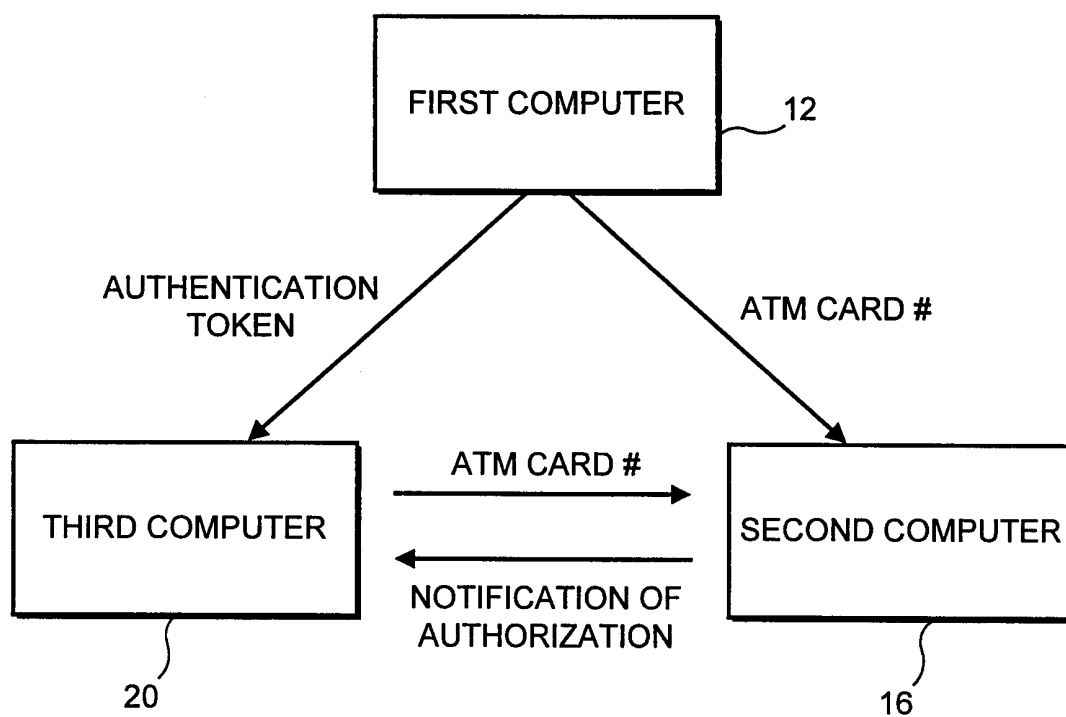 FIRST COMPUTER
12
AUTHENTICATION
TOKEN
ATM CARD #
ATM CARD #
THIRD COMPUTER
SECOND COMPUTER
NOTIFICATION OF
AUTHORIZATION
20
16